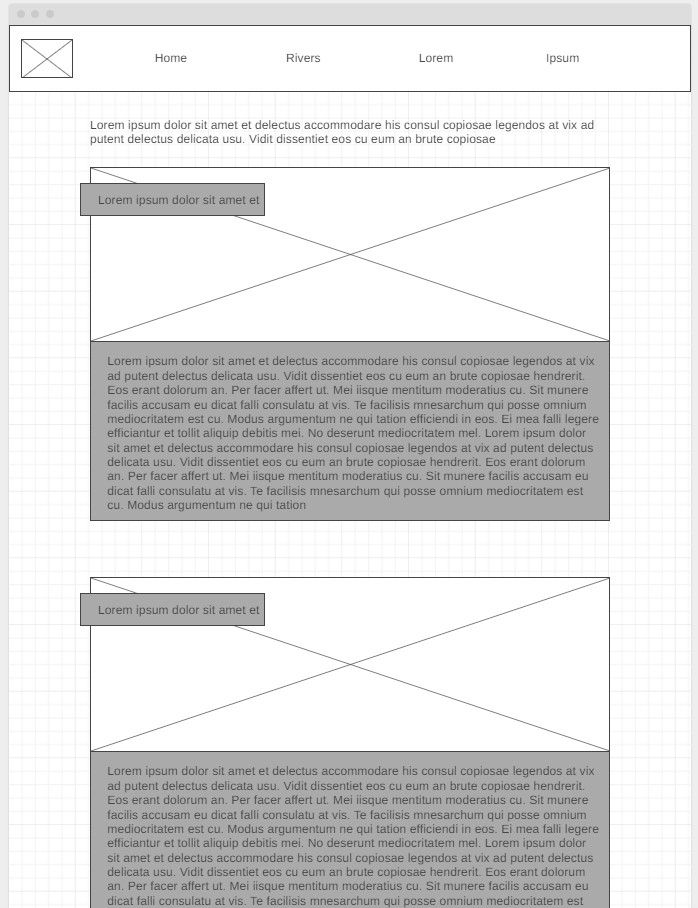 Home
Rivers
Lorem
Ipsum
Lorem ipsum dolor sit amet et delectus accommodare his consul copiosae legendos at vix ad
putent delectus delicata usu. Vidit dissentiet eos cu eum an brute copiosae
Lorem ipsum dolor sit amet et
Lorem ipsum dolor sit amet et delectus accommodare his consul copiosae legendos at vix
ad putent delectus delicata usu. Vidit dissentiet eos cu eum an brute copiosae hendrerit.
Eos erant dolorum an. Per facer affert ut. Mei iisque mentitum moderatius cu. Sit munere
facilis accusam eu dicat falli consulatu at vis. Te facilisis mnesarchum qui posse omnium
mediocritatem est cu. Modus argumentum ne qui tation efficiendi in eos. Ei mea falli legere
efficiantur et tollit aliquip debitis mei. No deserunt mediocritatem mel. Lorem ipsum dolor
sit amet et delectus accommodare his consul copiosae legendos at vix ad putent delectus
delicata usu. Vidit dissentiet eos cu eum an brute copiosae hendrerit. Eos erant dolorum
an. Per facer affert ut. Mei iisque mentitum moderatius cu. Sit munere facilis accusam eu
dicat falli consulatu at vis. Te facilisis mnesarchum qui posse omnium mediocritatem est
cu. Modus argumentum ne qui tation
Lorem ipsum dolor sit amet et
Lorem ipsum dolor sit amet et delectus accommodare his consul copiosae legendos at vix
ad putent delectus delicata usu. Vidit dissentiet eos cu eum an brute copiosae hendrerit.
Eos erant dolorum an. Per facer affert ut. Mei iisque mentitum moderatius cu. Sit munere
facilis accusam eu dicat falli consulatu at vis. Te facilisis mnesarchum qui posse omnium
mediocritatem est cu. Modus argumentum ne qui tation efficiendi in eos. Ei mea falli legere
efficiantur et tollit aliquip debitis mei. No deserunt mediocritatem mel. Lorem ipsum dolor
sit amet et delectus accommodare his consul copiosae legendos at vix ad putent delectus
delicata usu. Vidit dissentiet eos cu eum an brute copiosae hendrerit. Eos erant dolorum
an. Per facer affert ut. Mei iisque mentitum moderatius cu. Sit munere facilis accusam eu
dicat falli consulatu at vis. Te facilisis mnesarchum qui posse omnium mediocritatem est